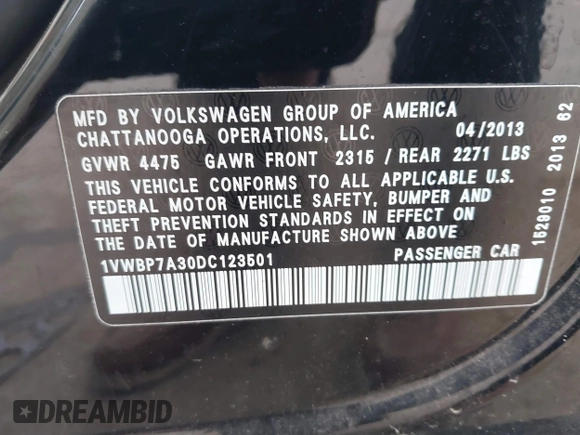 MFD BY VOLKSWAGEN GROUP OF AMERICA
CHATTANOOGA OPERATIONS, LLC. 04/2013
GVWR 4475 GAWR FRONT 2315 / REAR 2271 LBS
THIS VEHICLE CONFORMS TO ALL APPLICABLE U.S.
FEDERAL MOTOR VEHICLE SAFETY, BUMPER AND
THEFT PREVENTION STANDARDS IN EFFECT ON
THE DATE OF MANUFACTURE SHOWN ABOVE
1VWBP7A30DC123501 PASSENGER CAR
1529010 2013 62
DREAMBID